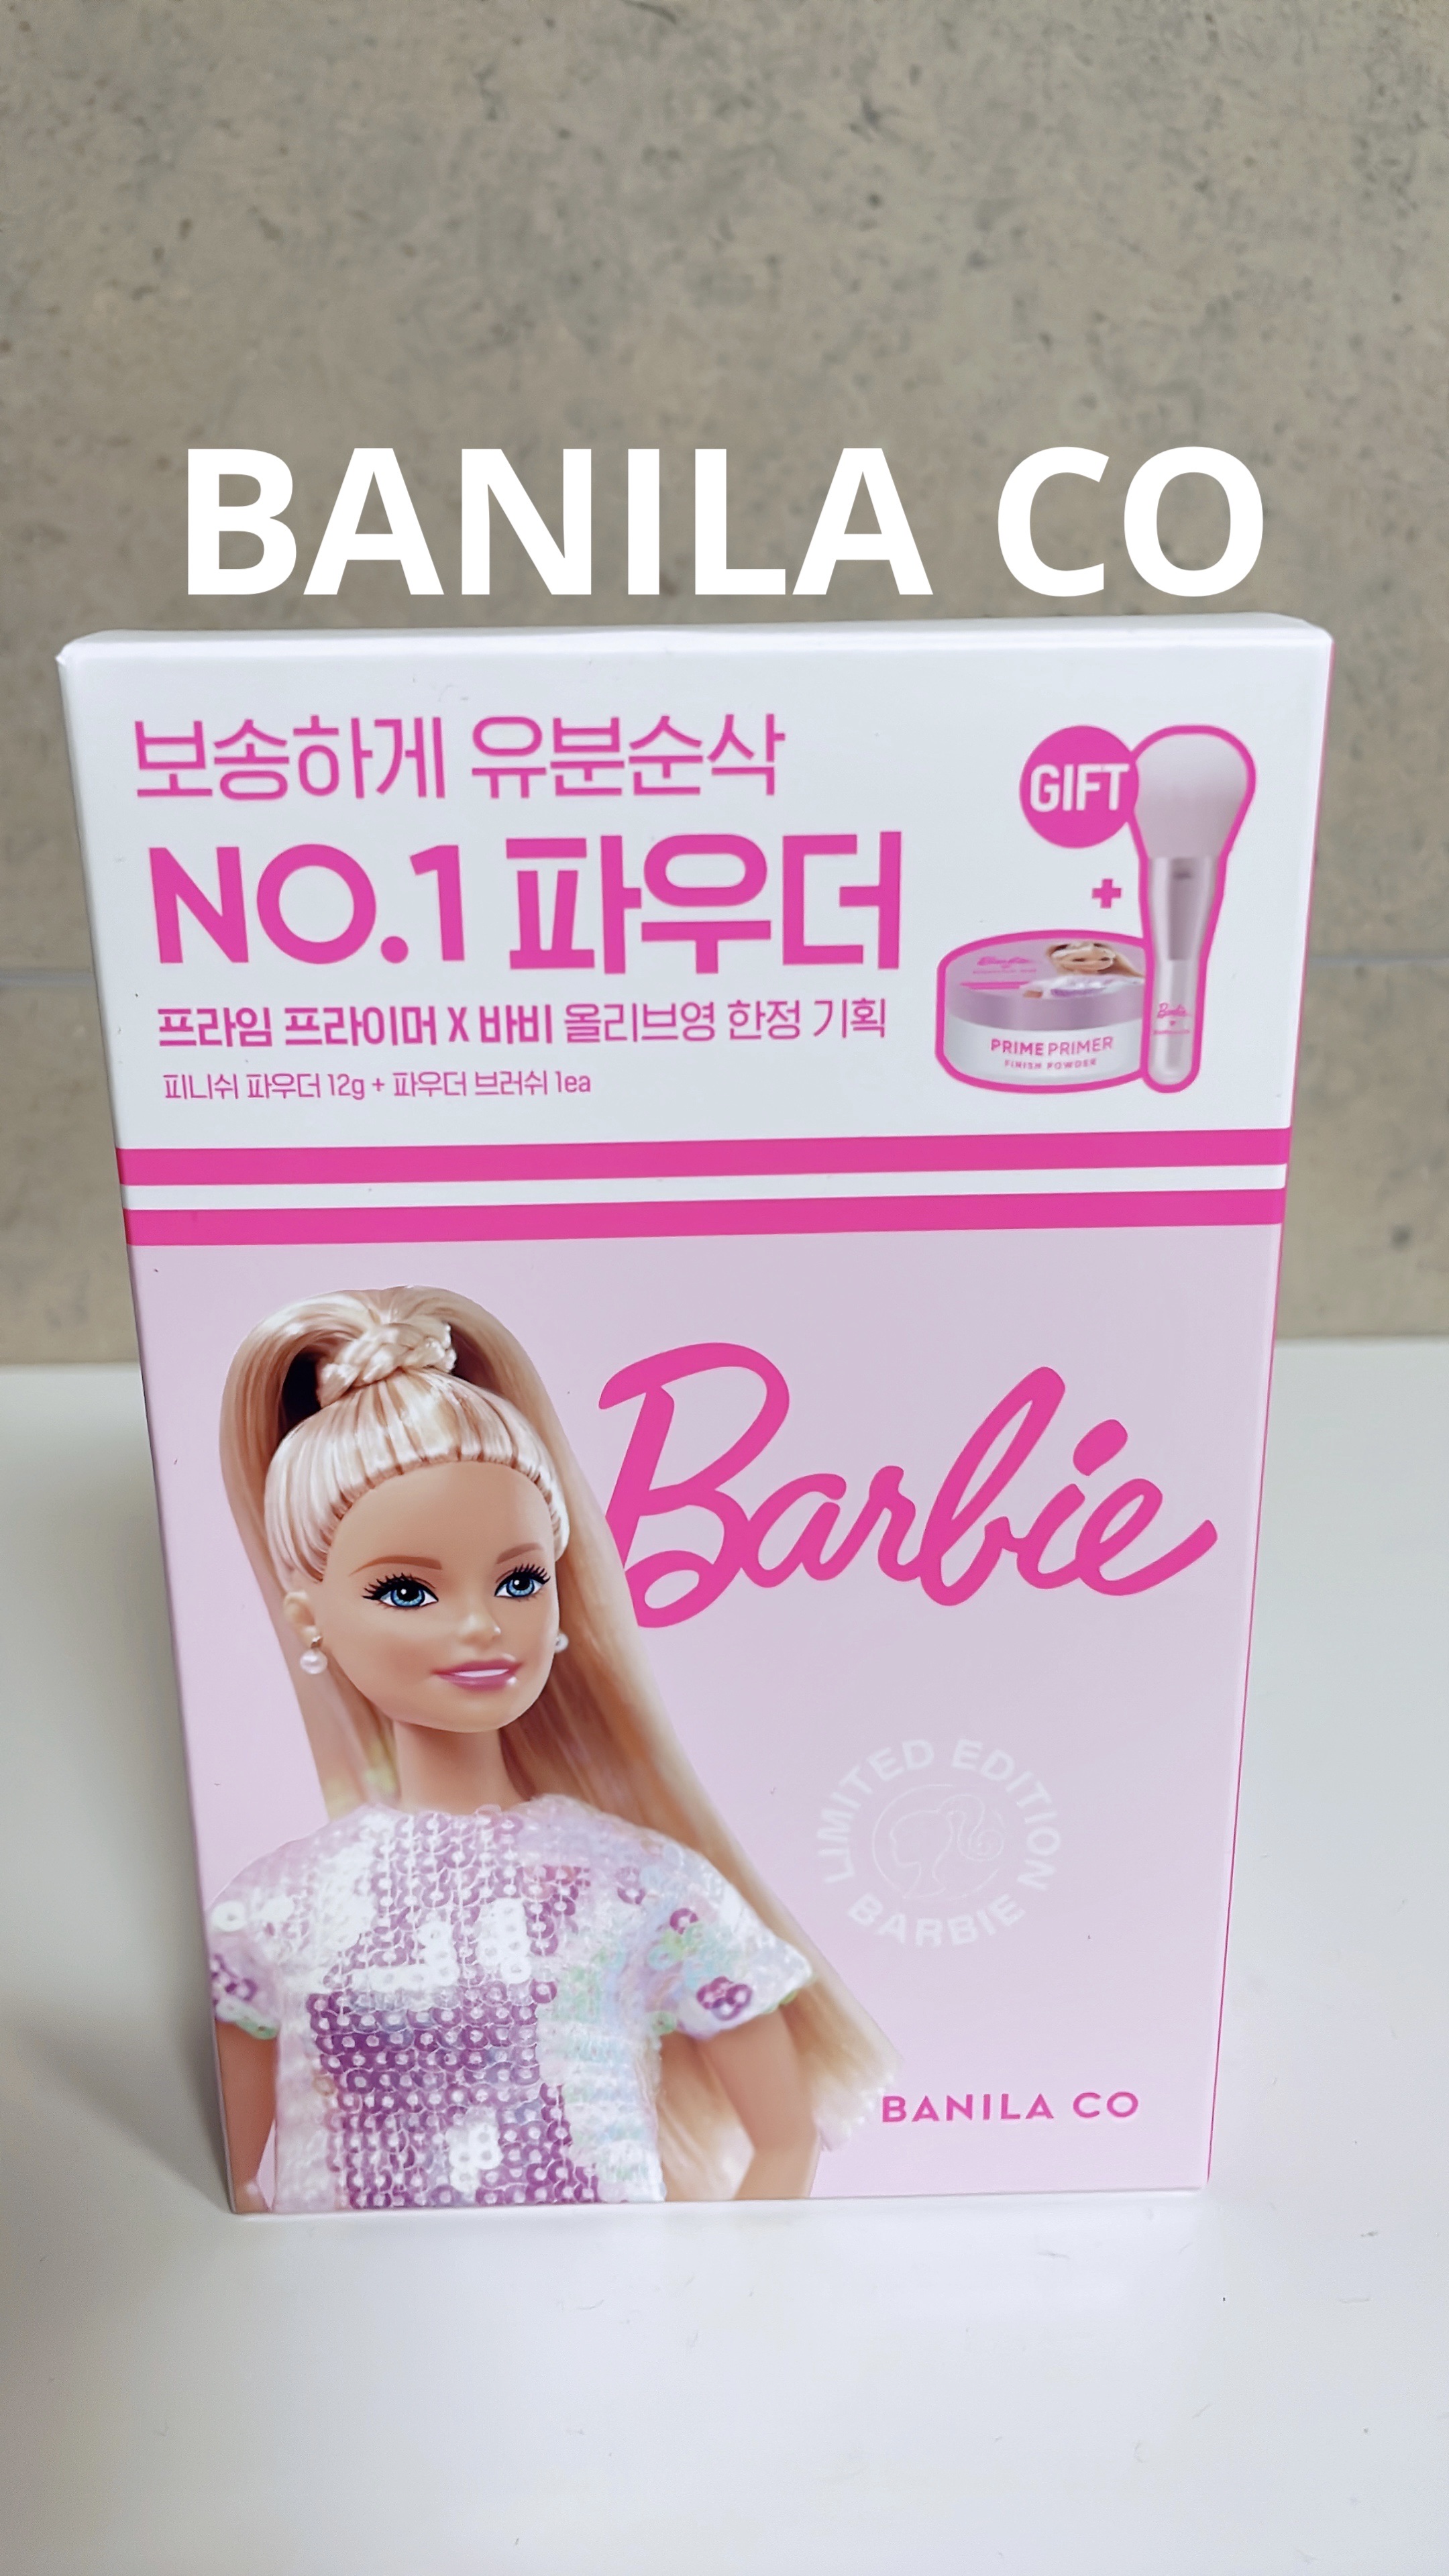 BANILA CO
보송하게 유분순삭
NO.1 파우더
프라임 프라이머 X 바비 올리브영 한정 기획
피니쉬 파우더 12g + 파우더 브러쉬 1ea
GIFT
+
Barbie
PRIME PRIMER
FINISH POWDER
Barbie
Barbie
LIMITED EDITION
BARBIE
BANILA CO